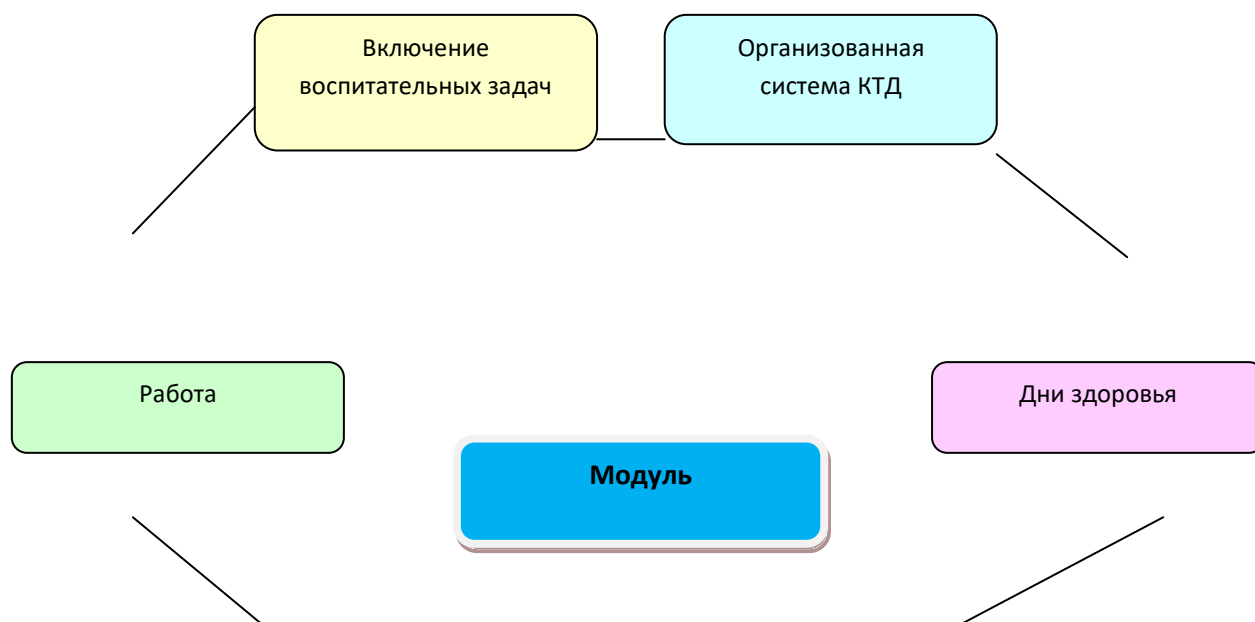 Включение
воспитательных задач
Организованная
система КТД
Работа
Дни здоровья
Модуль